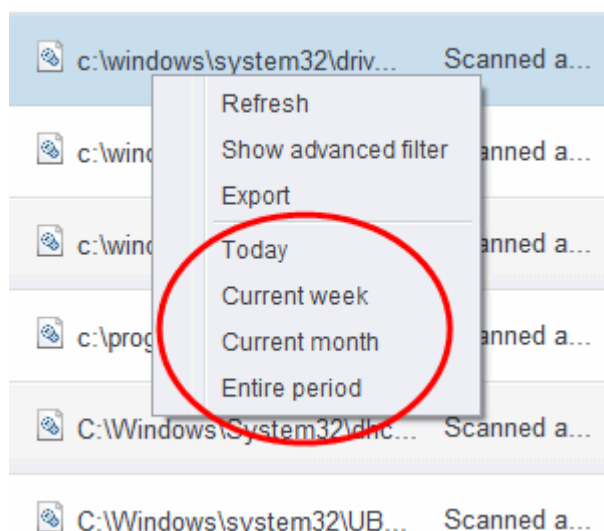 c:\windows\system32\driv... Scanned a...
Refresh
Show advanced filter
c:\wind anned a...
Export
Today
c:\wind anned a...
Current week
Current month
c:\prog anned a...
Entire period
C:\Windows\System32\dhc... Scanned a...
C:\Windows\system32\UB... Scanned a...